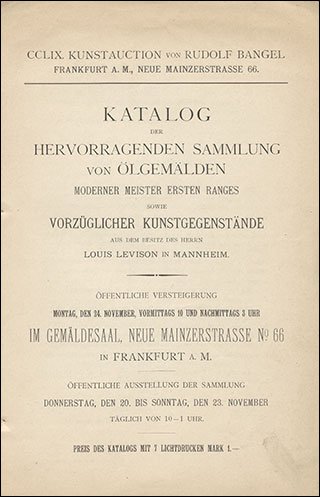 CCLIX. KUNSTAUCTION VON RUDOLF BANGEL
FRANKFURT A. M., NEUE MAINZERSTRASSE 66.
KATALOG
DER
HERVORRAGENDEN SAMMLUNG
VON ÖLGEMÄLDEN
MODERNER MEISTER ERSTEN RANGES
SOWIE
VORZÜGLICHER KUNSTGEGENSTÄNDE
AUS DEM BESITZ DES HERRN
LOUIS LEVISON IN MANNHEIM.
ÖFFENTLICHE VERSTEIGERUNG
MONTAG, DEN 24. NOVEMBER, VORMITTAGS 10 UND NACHMITTAGS 3 UHR
IM GEMÄLDESAAL, NEUE MAINZERSTRASSE No 66
IN FRANKFURT A. M.
ÖFFENTLICHE AUSSTELLUNG DER SAMMLUNG
DONNERSTAG, DEN 20. BIS SONNTAG, DEN 23. NOVEMBER
TÄGLICH VON 10—1 UHR.
PREIS DES KATALOGS MIT 7 LICHTDRUCKEN MARK 1.—